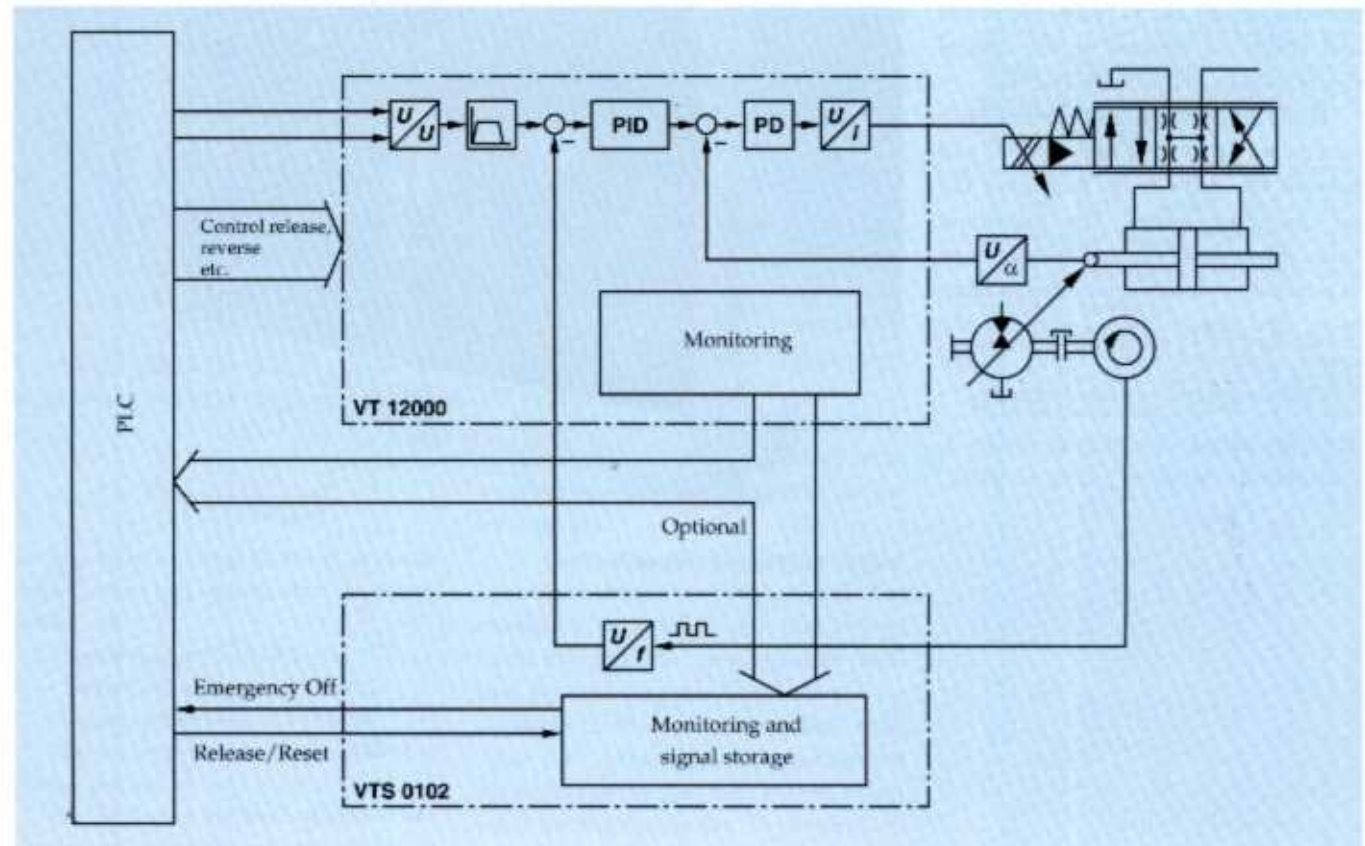 PLC
U
U
PID
PD
U
I
Control release,
reverse
etc.
U
α
Monitoring
VT 12000
Optional
U
f
Emergency Off
Release/Reset
Monitoring and
signal storage
VTS 0102